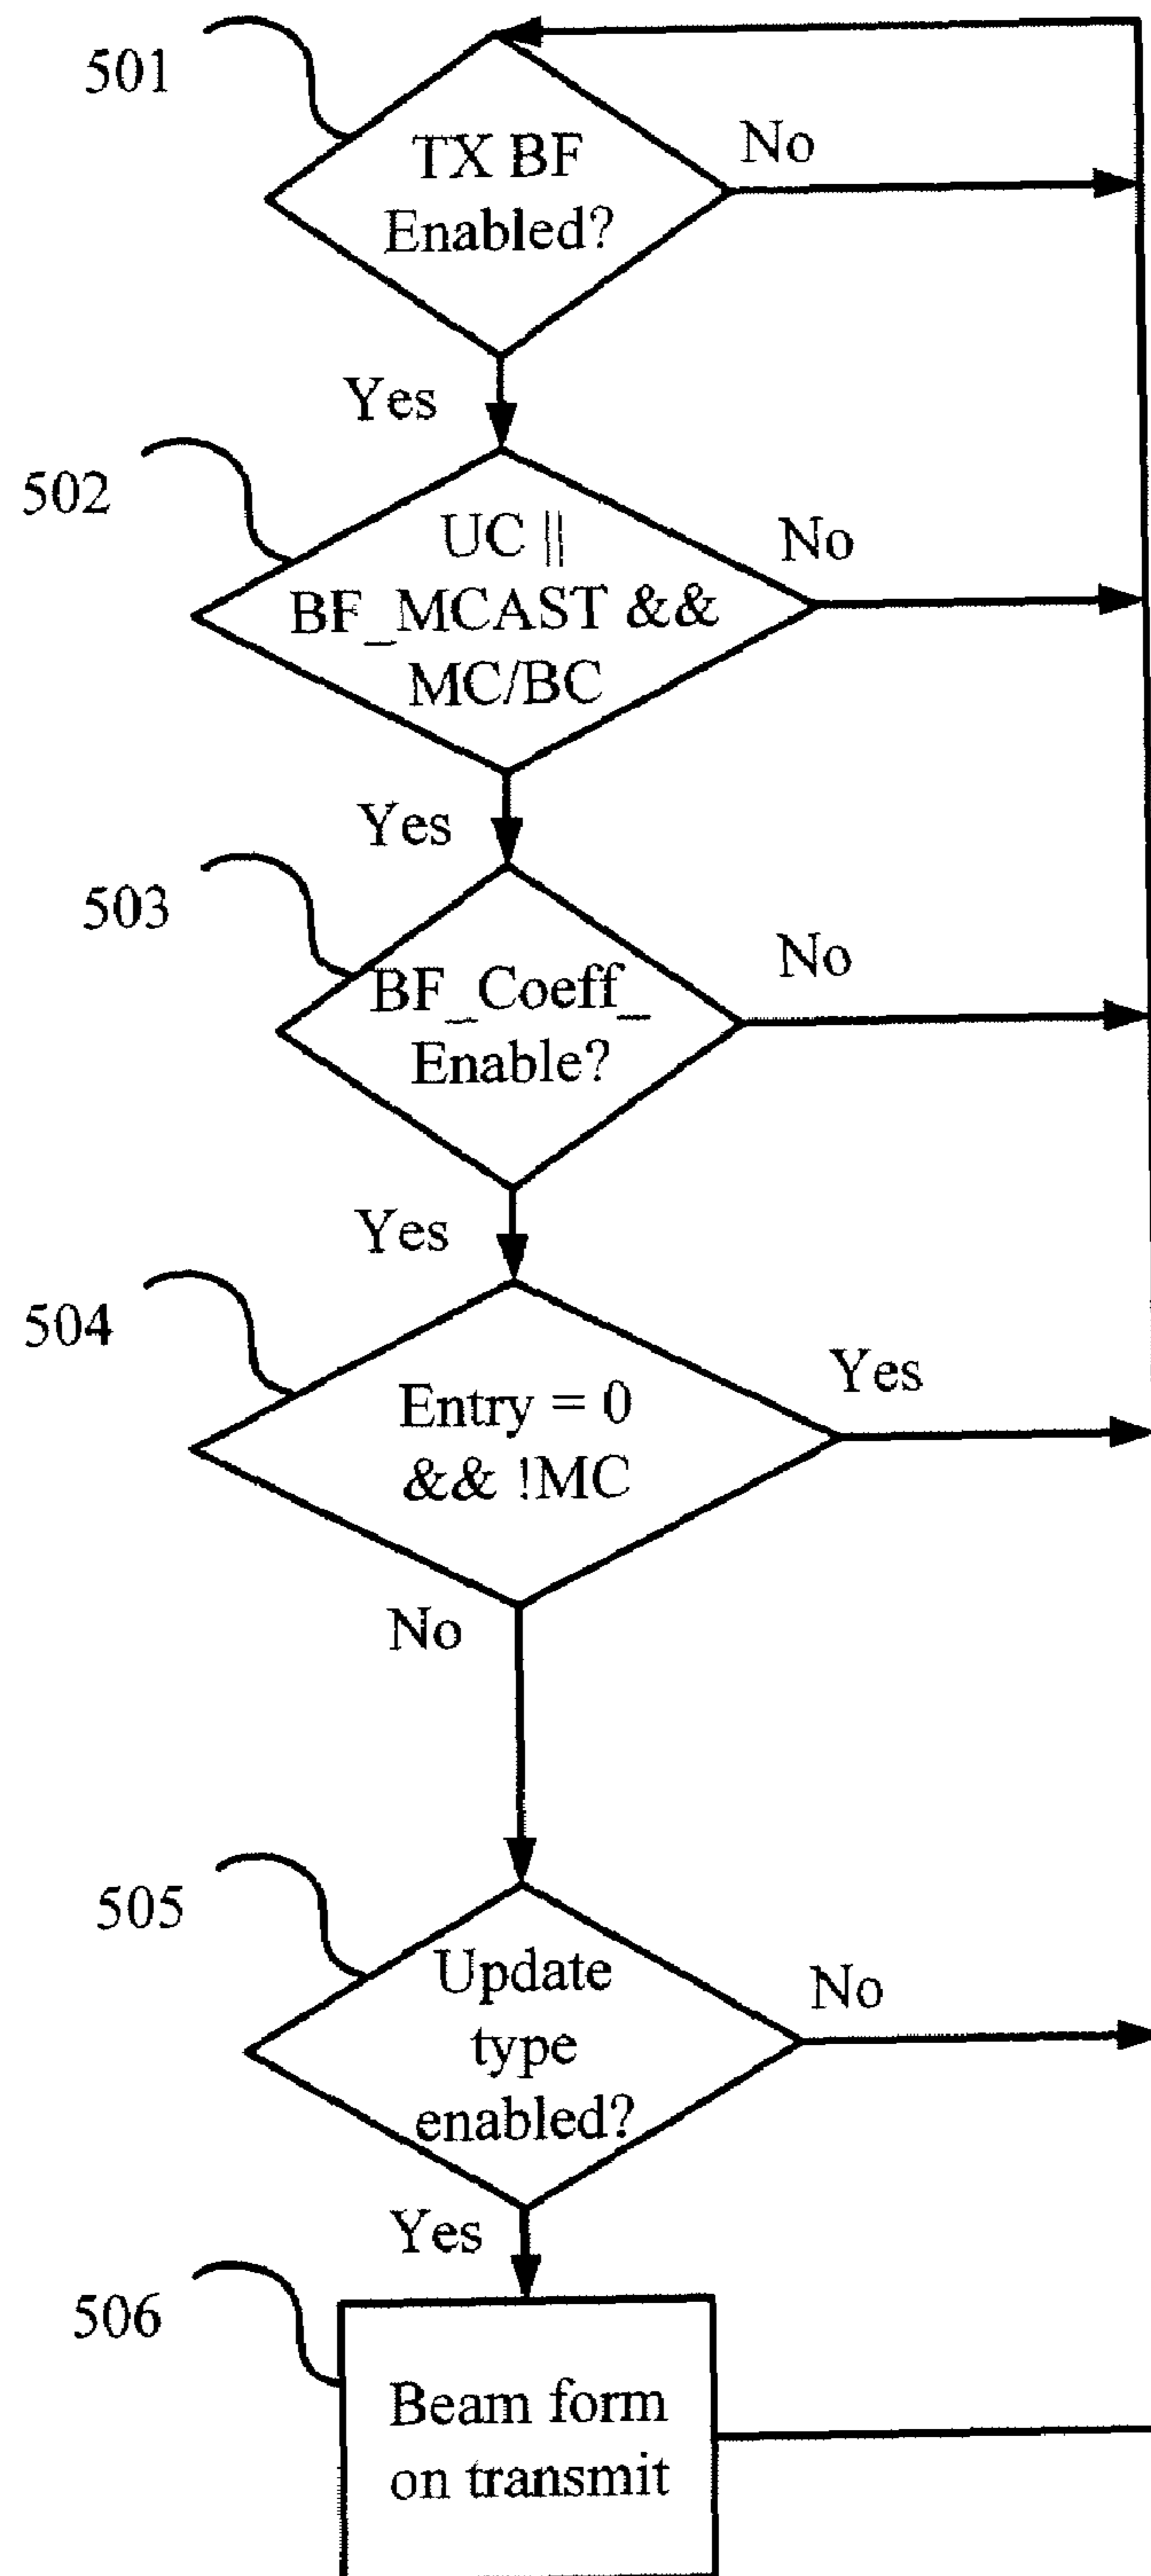 501
TX BF
Enabled?
No
Yes
502
UC ||
BF_MCAST &&
MC/BC
No
Yes
503
BF_Coeff_
Enable?
No
Yes
504
Entry = 0
&& !MC
Yes
No
505
Update
type
enabled?
No
Yes
506
Beam form
on transmit